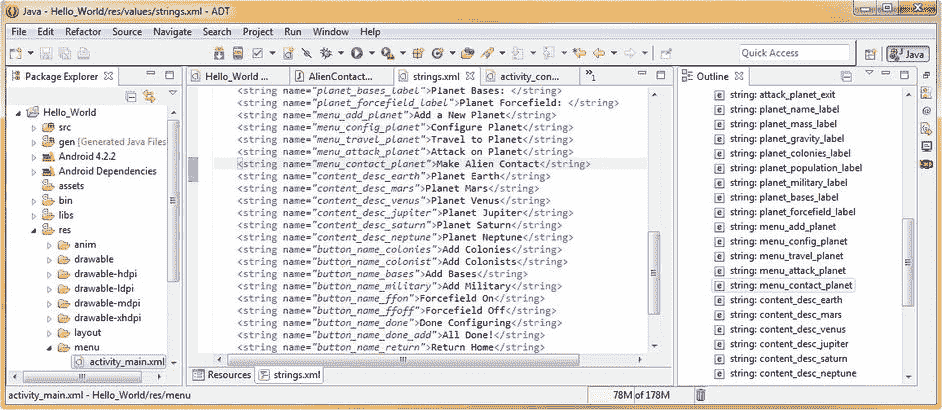 Java - Hello_World/res/values/strings.xml - ADT
File Edit Refactor Source Navigate Search Project Run Window Help
Quick Access
Java
Package Explorer
Hello_World
src
gen [Generated Java Files
Android 4.2.2
Android Dependencies
assets
bin
libs
res
anim
drawable
drawable-hdpi
drawable-ldpi
drawable-mdpi
drawable-xhdpi
layout
menu
activity_main.xml
Hello_World ...
AlienContact...
strings.xml
activity_con...
»1
<string name="planet_bases_label">Planet Bases: </string>
<string name="planet_forcefield_label">Planet Forcefield: </string>
<string name="menu_add_planet">Add a New Planet</string>
<string name="menu_config_planet">Configure Planet</string>
<string name="menu_travel_planet">Travel to Planet</string>
<string name="menu_attack_planet">Attack on Planet</string>
<string name="menu_contact_planet">Make Alien Contact</string>
<string name="content_desc_earth">Planet Earth</string>
<string name="content_desc_mars">Planet Mars</string>
<string name="content_desc_venus">Planet Venus</string>
<string name="content_desc_jupiter">Planet Jupiter</string>
<string name="content_desc_saturn">Planet Saturn</string>
<string name="content_desc_neptune">Planet Neptune</string>
<string name="button_name_colonies">Add Colonies</string>
<string name="button_name_colonist">Add Colonists</string>
<string name="button_name_bases">Add Bases</string>
<string name="button_name_military">Add Military</string>
<string name="button_name_ffon">Forcefield On</string>
<string name="button_name_ffoff">Forcefield Off</string>
<string name="button_name_done">Done Configuring</string>
<string name="button_name_done_add">All Done!</string>
<string name="button_name_return">Return Home</string>
Resources
strings.xml
Outline
string: attack_planet_exit
string: planet_name_label
string: planet_mass_label
string: planet_gravity_label
string: planet_colonies_label
string: planet_population_label
string: planet_military_label
string: planet_bases_label
string: planet_forcefield_label
string: menu_add_planet
string: menu_config_planet
string: menu_travel_planet
string: menu_attack_planet
string: menu_contact_planet
string: content_desc_earth
string: content_desc_mars
string: content_desc_venus
string: content_desc_jupiter
string: content_desc_saturn
string: content_desc_neptune
activity_main.xml - Hello_World/res/menu
78M of 178M